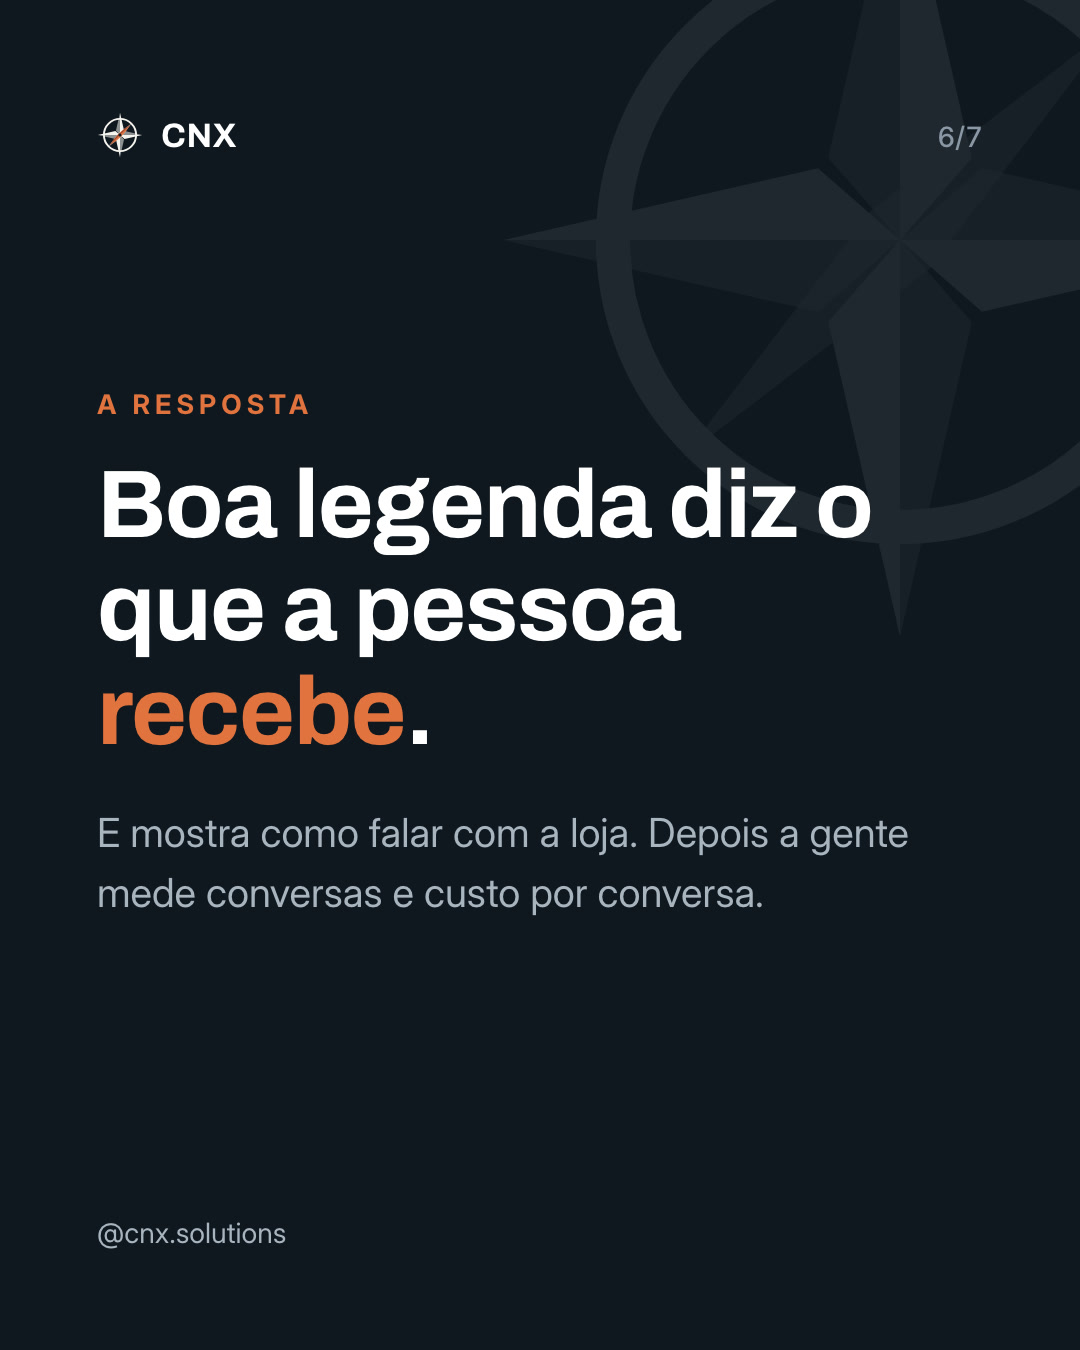 CNX
6/7
A RESPOSTA
Boa legenda diz o
que a pessoa
recebe.
E mostra como falar com a loja. Depois a gente
mede conversas e custo por conversa.
@cnx.solutions